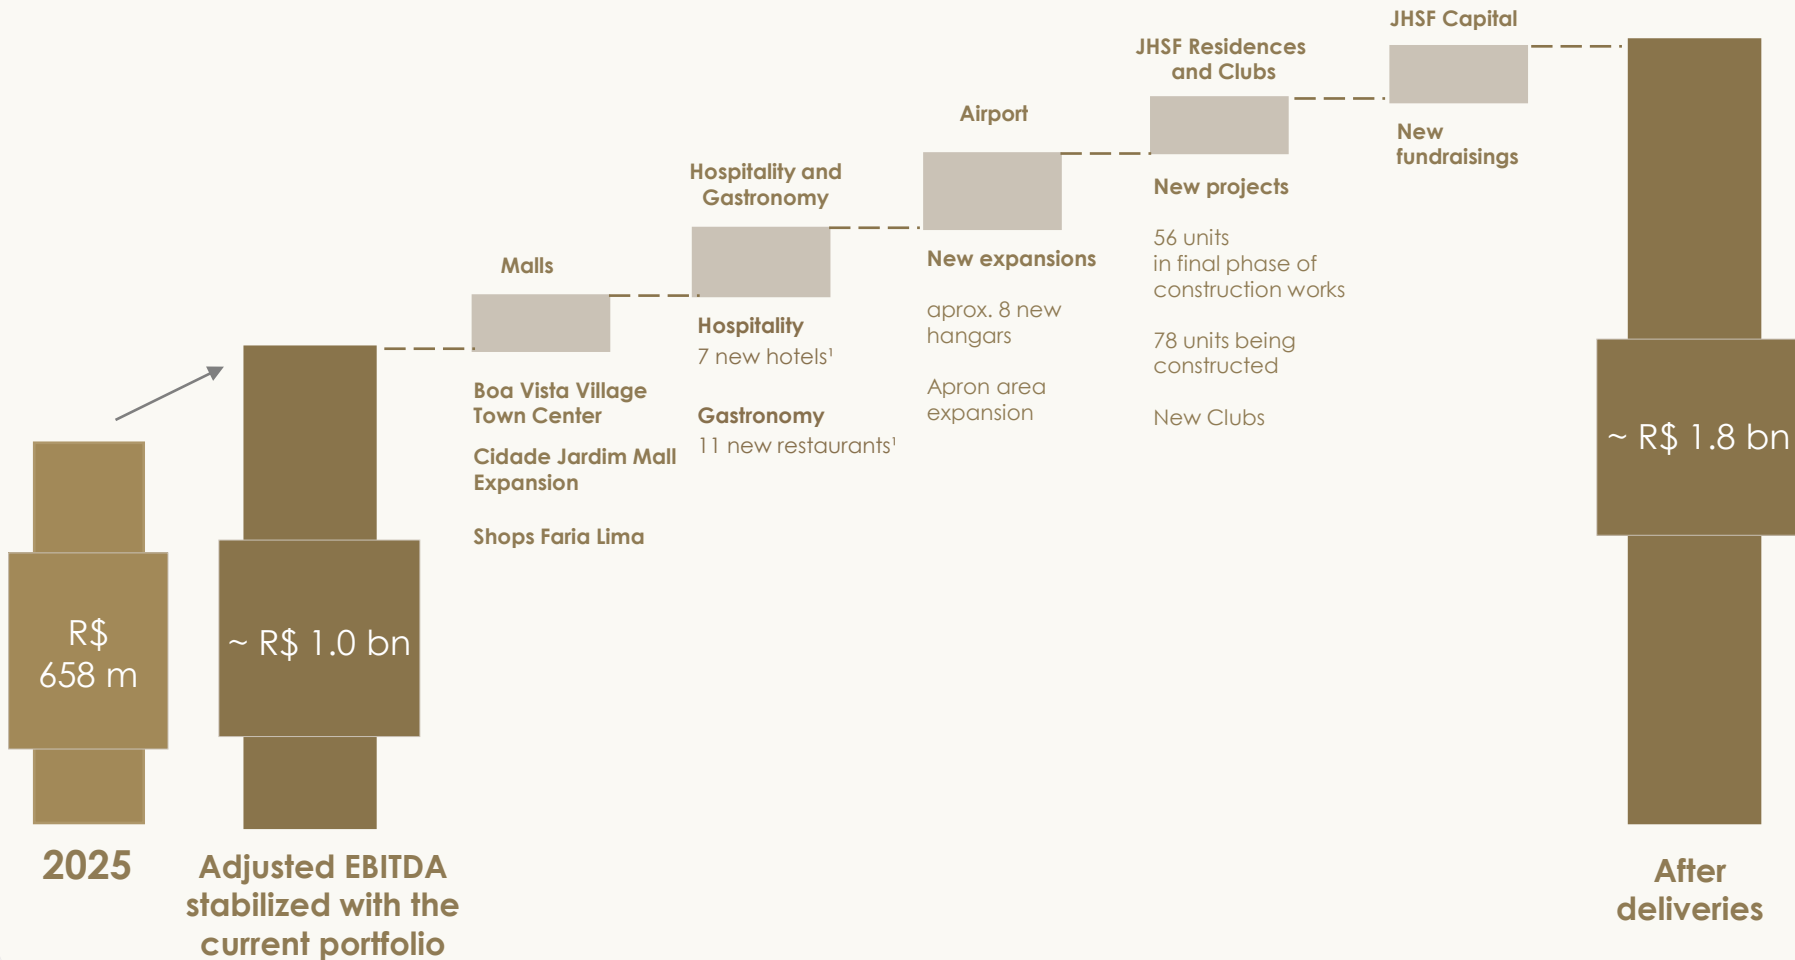 JHSF Capital
New
fundraisings
JHSF Residences
and Clubs
New projects
56 units
in final phase of
construction works
78 units being
constructed
New Clubs
Airport
New expansions
aprox. 8 new
hangars
Apron area
expansion
Hospitality and
Gastronomy
Hospitality
7 new hotels¹
Gastronomy
11 new restaurants¹
Malls
Boa Vista Village
Town Center
Cidade Jardim Mall
Expansion
Shops Faria Lima
R$
658 m
~ R$ 1.0 bn
~ R$ 1.8 bn
2025
Adjusted EBITDA
stabilized with the
current portfolio
After
deliveries